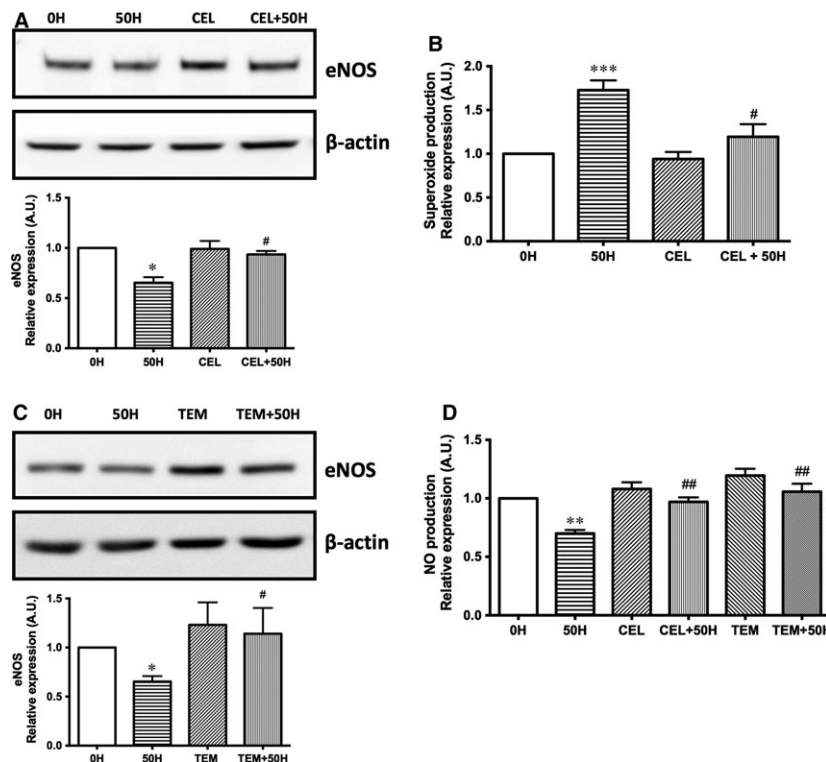 A
0H 50H CEL CEL+50H
eNOS
β-actin
eNOS
Relative expression (A.U.)
1.5
1.0
0.5
0.0
*
#
0H 50H CEL CEL+50H
B
Superoxide production
Relative expression (A.U.)
2.0
1.5
1.0
0.5
0.0
***
#
0H 50H CEL CEL + 50H
C
0H 50H TEM TEM+50H
eNOS
β-actin
eNOS
Relative expression (A.U.)
1.5
1.0
0.5
0.0
*
#
0H 50H TEM TEM+50H
D
NO production
Relative expression (A.U.)
1.5
1.0
0.5
0.0
**
##
##
0H 50H CEL CEL+50H TEM TEM+50H